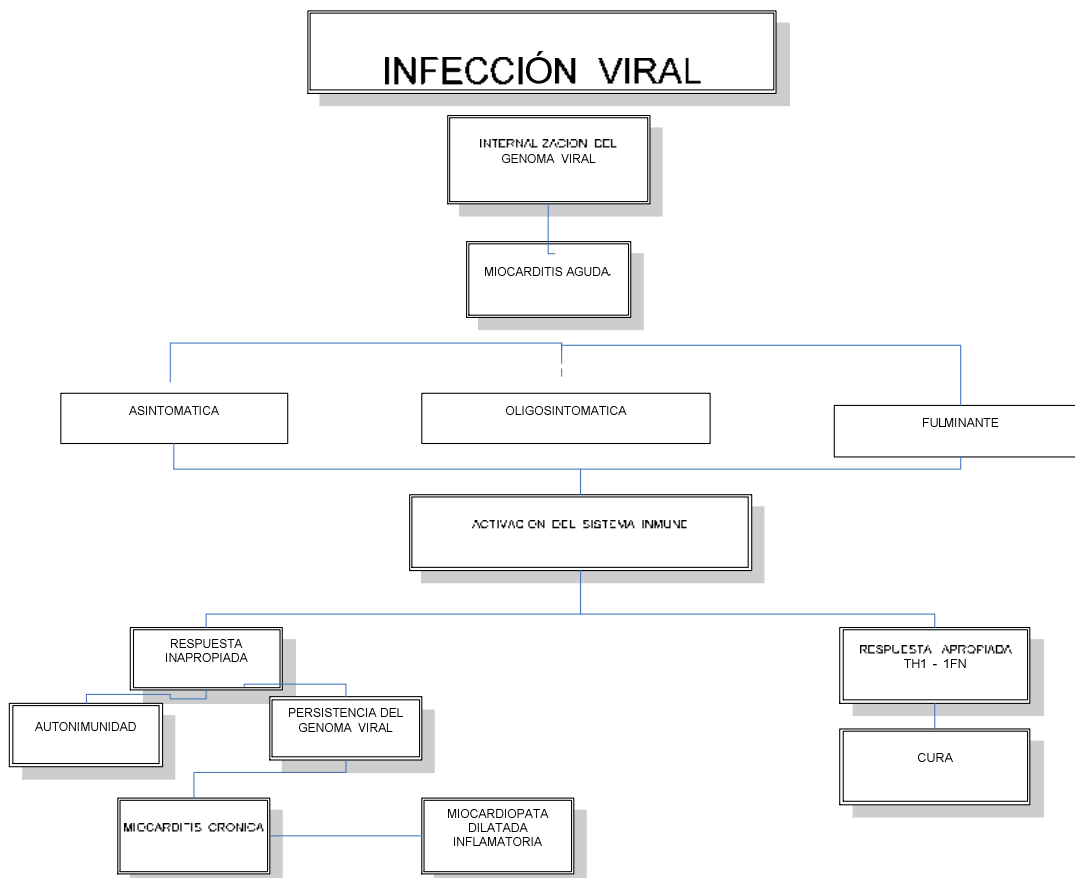 INFECCIÓN VIRAL
INTERNALIZACION DEL
GENOMA VIRAL
MIOCARDITIS AGUDA.
ASINTOMATICA
OLIGOSINTOMATICA
FULMINANTE
ACTIVACION DEL SISTEMA INMUNE
RESPUESTA
INAPROPIADA
RESPUESTA APROPIADA
TH1 - 1FN
AUTONIMUNIDAD
PERSISTENCIA DEL
GENOMA VIRAL
CURA
MIOCARDITIS CRONICA
MIOCARDIOPATA
DILATADA
INFLAMATORIA